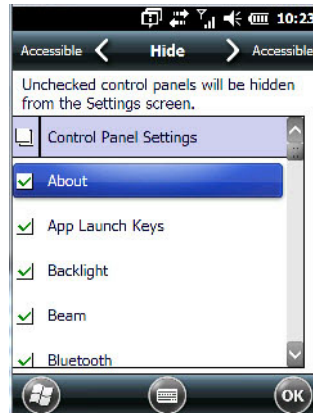 10:23
Accessible Hide Accessible
Unchecked control panels will be hidden
from the Settings screen.
Control Panel Settings
About
App Launch Keys
Backlight
Beam
Bluetooth
OK